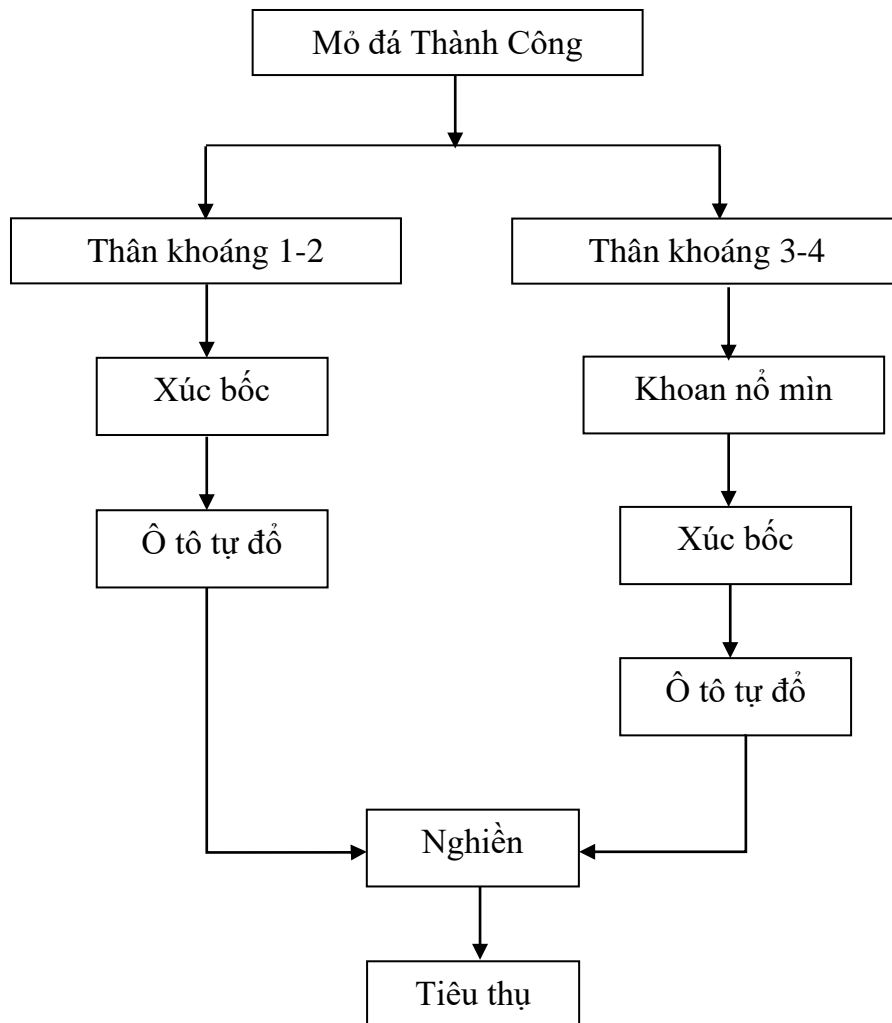 Mỏ đá Thành Công
Thân khoáng 1-2
Thân khoáng 3-4
Xúc bốc
Khoan nổ mìn
Ô tô tự đổ
Xúc bốc
Ô tô tự đổ
Nghiền
Tiêu thụ